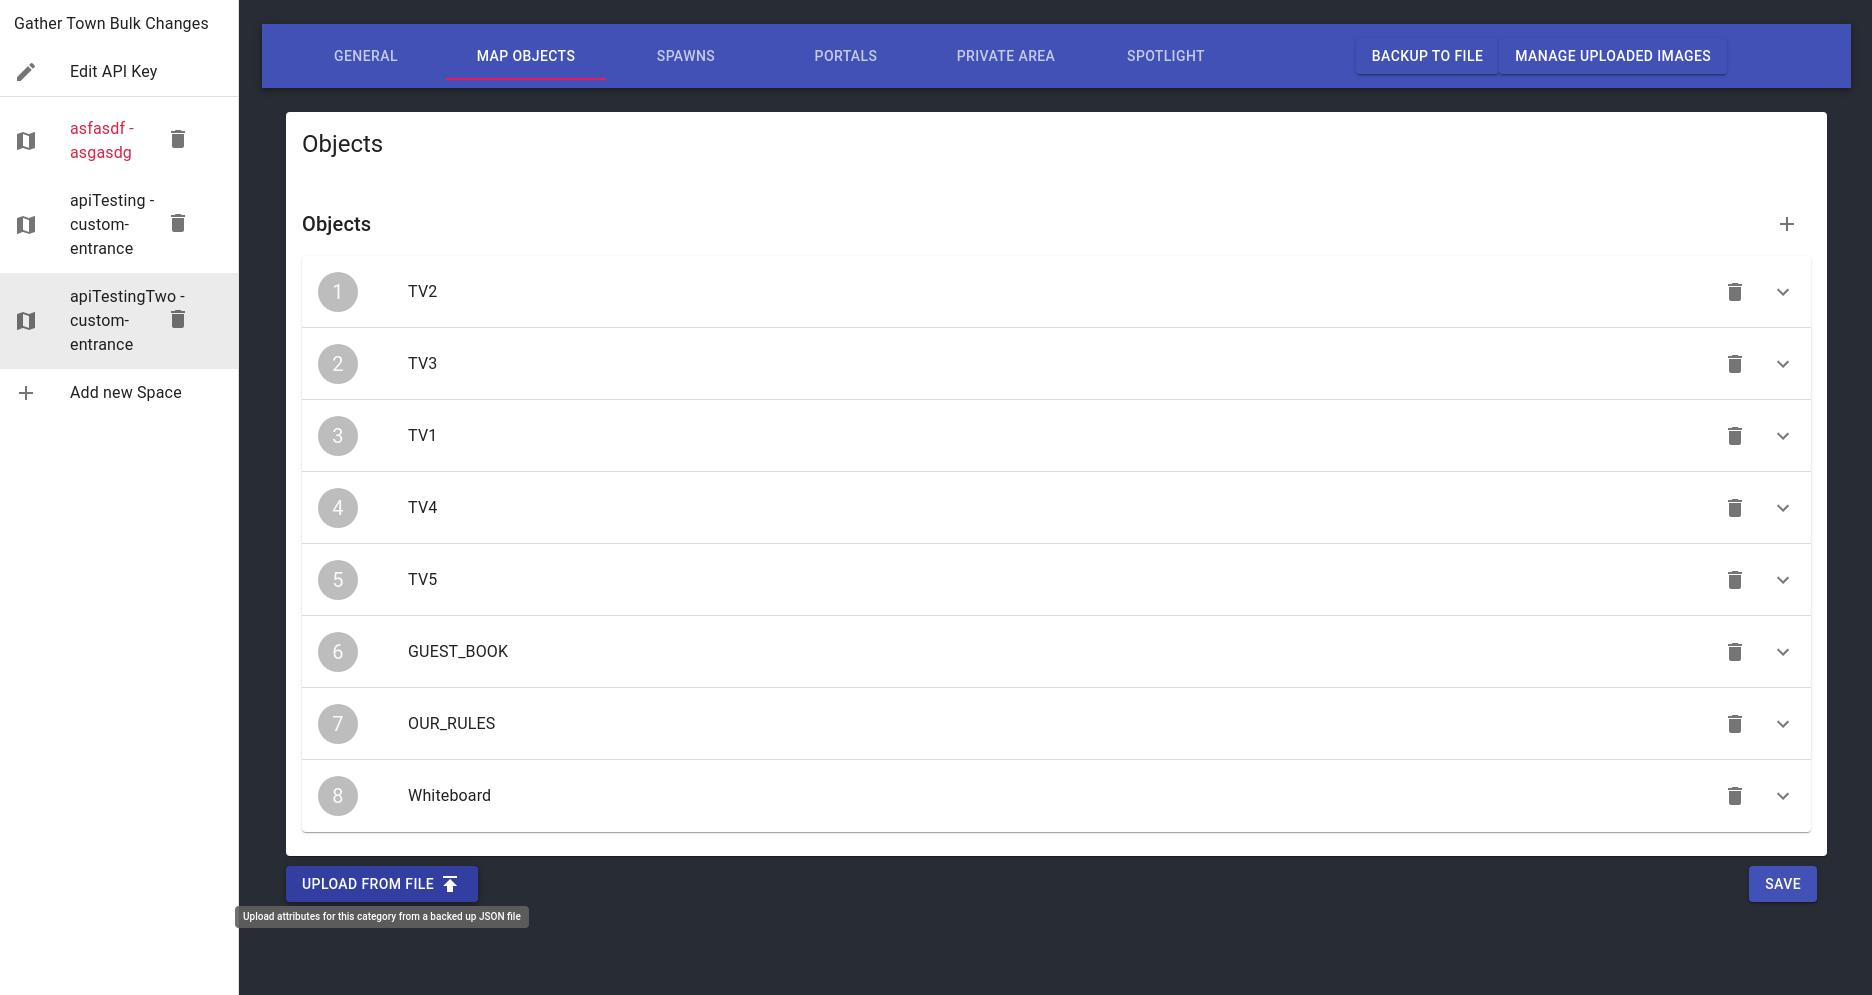 Gather Town Bulk Changes
Edit API Key
asfasdf -
asgasdg
apiTesting -
custom-
entrance
apiTestingTwo -
custom-
entrance
Add new Space
GENERAL MAP OBJECTS SPAWNS PORTALS PRIVATE AREA SPOTLIGHT BACKUP TO FILE MANAGE UPLOADED IMAGES
Objects
Objects
1 TV2
2 TV3
3 TV1
4 TV4
5 TV5
6 GUEST_BOOK
7 OUR_RULES
8 Whiteboard
UPLOAD FROM FILE SAVE
Upload attributes for this category from a backed up JSON file